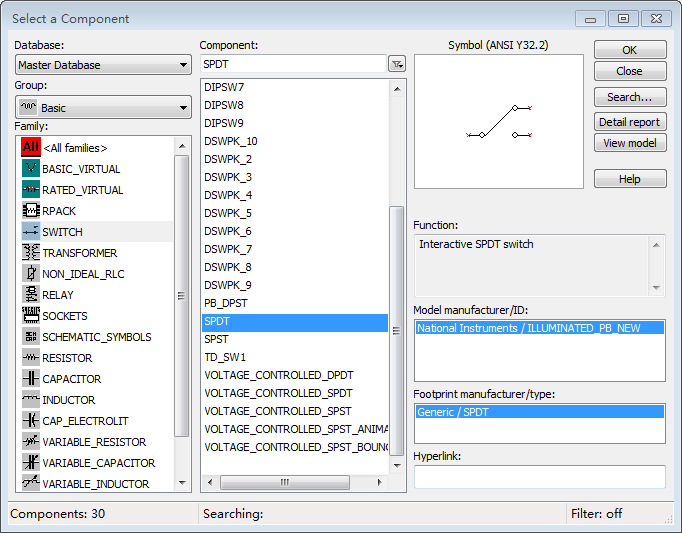 Select a Component
Database:
Master Database
Group:
Basic
Family:
All
<All families>
BASIC_VIRTUAL
RATED_VIRTUAL
RPACK
SWITCH
TRANSFORMER
NON_IDEAL_RLC
RELAY
SOCKETS
SCHEMATIC_SYMBOLS
RESISTOR
CAPACITOR
INDUCTOR
CAP_ELECTROLIT
VARIABLE_RESISTOR
VARIABLE_CAPACITOR
VARIABLE_INDUCTOR
Component:
SPDT
DIPSW7
DIPSW8
DIPSW9
DSWPK_10
DSWPK_2
DSWPK_3
DSWPK_4
DSWPK_5
DSWPK_6
DSWPK_7
DSWPK_8
DSWPK_9
PB_DPST
SPDT
SPST
TD_SW1
VOLTAGE_CONTROLLED_DPDT
VOLTAGE_CONTROLLED_SPDT
VOLTAGE_CONTROLLED_SPST
VOLTAGE_CONTROLLED_SPST_ANIMA
VOLTAGE_CONTROLLED_SPST_BOUNC
Symbol (ANSI Y32.2)
OK
Close
Search...
Detail report
View model
Help
Function:
Interactive SPDT switch
Model manufacturer/ID:
National Instruments / ILLUMINATED_PB_NEW
Footprint manufacturer/type:
Generic / SPDT
Hyperlink:
Components: 30
Searching:
Filter: off